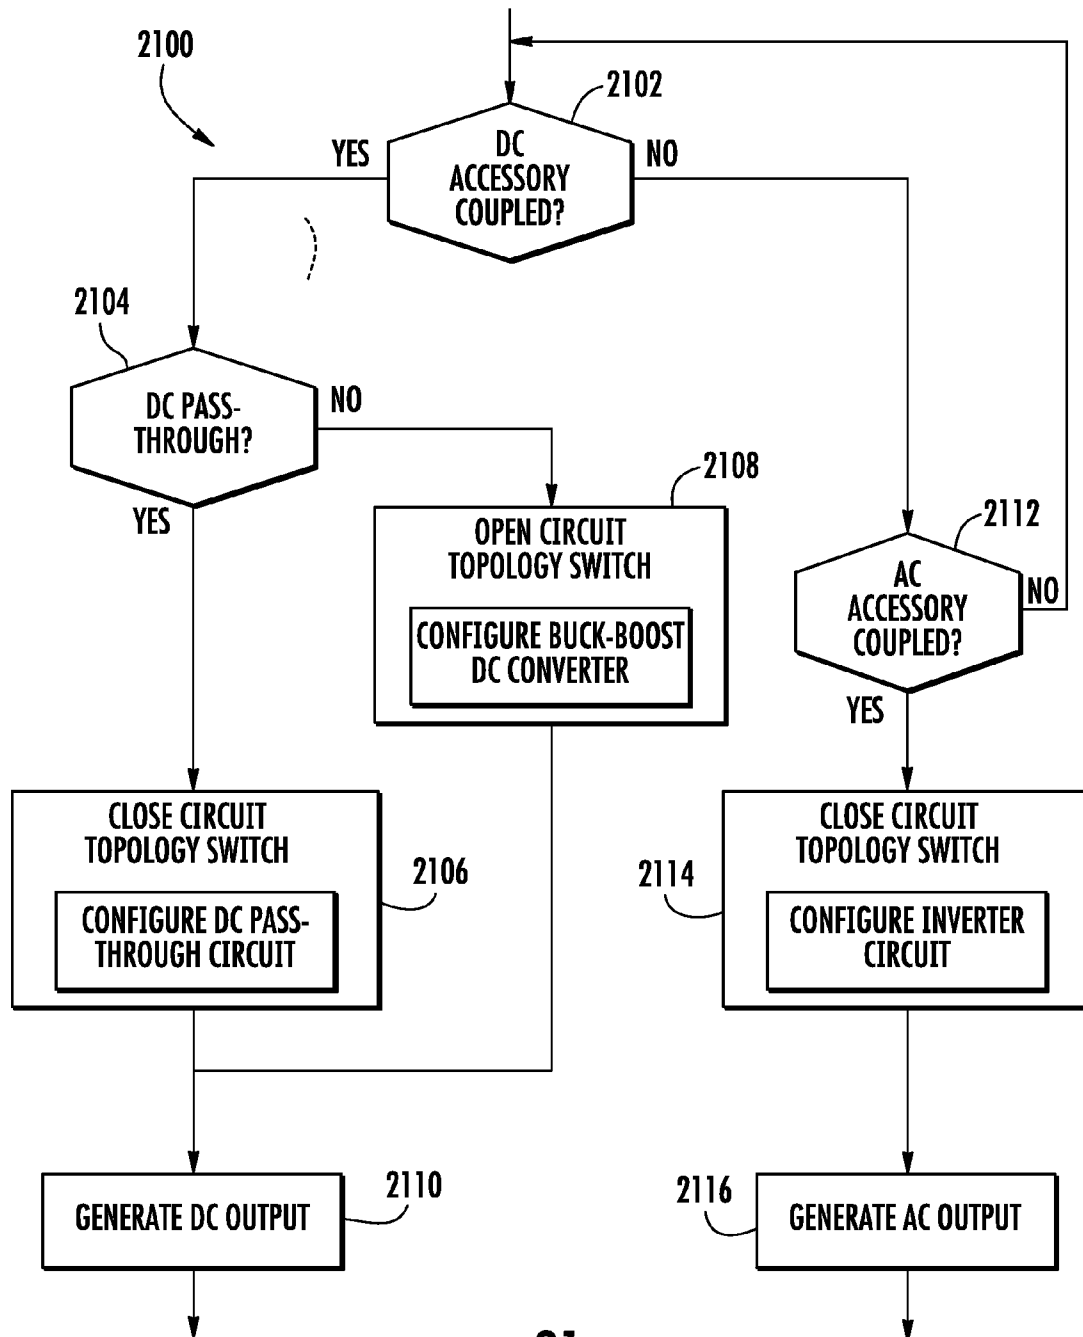 2100
2102
DC
ACCESSORY
COUPLED?
YES
NO
2104
DC PASS-
THROUGH?
NO
YES
2108
OPEN CIRCUIT
TOPOLOGY SWITCH
CONFIGURE BUCK-BOOST
DC CONVERTER
2112
AC
ACCESSORY
COUPLED?
NO
YES
CLOSE CIRCUIT
TOPOLOGY SWITCH
CONFIGURE DC PASS-
THROUGH CIRCUIT
2106
2114
CLOSE CIRCUIT
TOPOLOGY SWITCH
CONFIGURE INVERTER
CIRCUIT
GENERATE DC OUTPUT
2110
2116
GENERATE AC OUTPUT